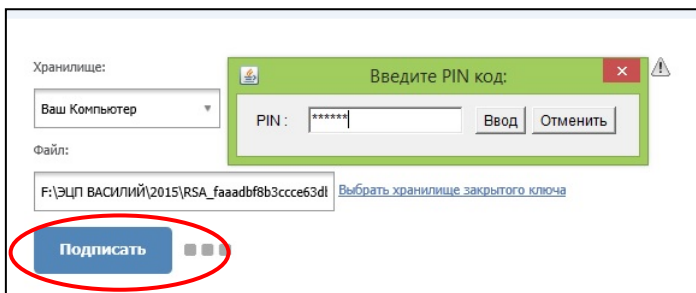 Хранилище:
Введите PIN код:
Ваш Компьютер
PIN : ******
Ввод
Отменить
Файл:
F:\ЭЦП ВАСИЛИЙ\2015\RSA_faaadbf8b3ccce63d
Выбрать хранилище закрытого ключа
Подписать